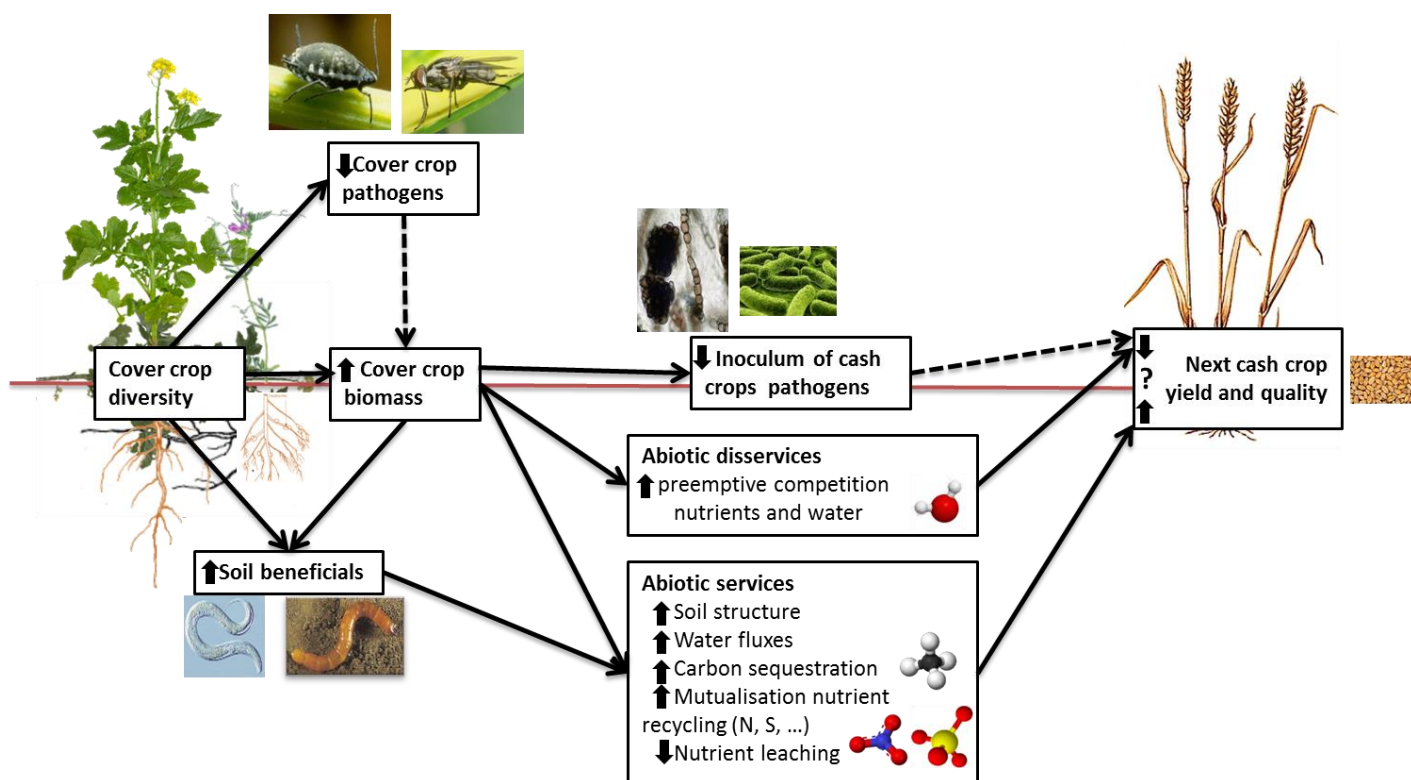 ⬇Cover crop
pathogens
Cover crop
diversity
⬆ Cover crop
biomass
⬇ Inoculum of cash
crops pathogens
⬇
?
⬆
Next cash crop
yield and quality
Abiotic disservices
⬆ preemptive competition
nutrients and water
⬆Soil beneficials
Abiotic services
⬆Soil structure
⬆Water fluxes
⬆Carbon sequestration
⬆Mutualisation nutrient
recycling (N, S, ...)
⬇Nutrient leaching